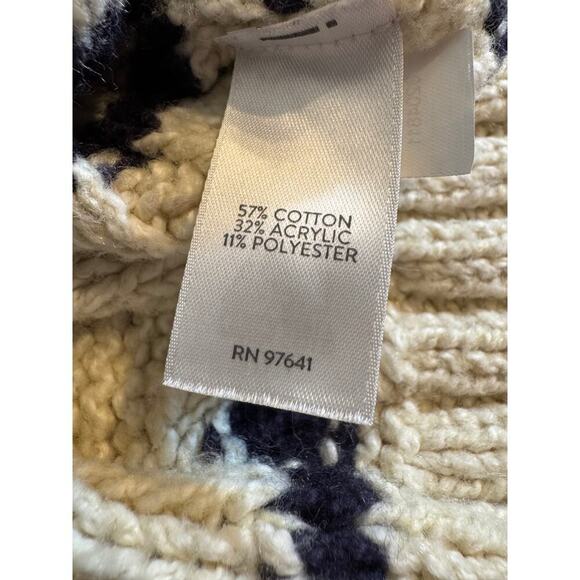 57% COTTON
32% ACRYLIC
11% POLYESTER
RN 97641